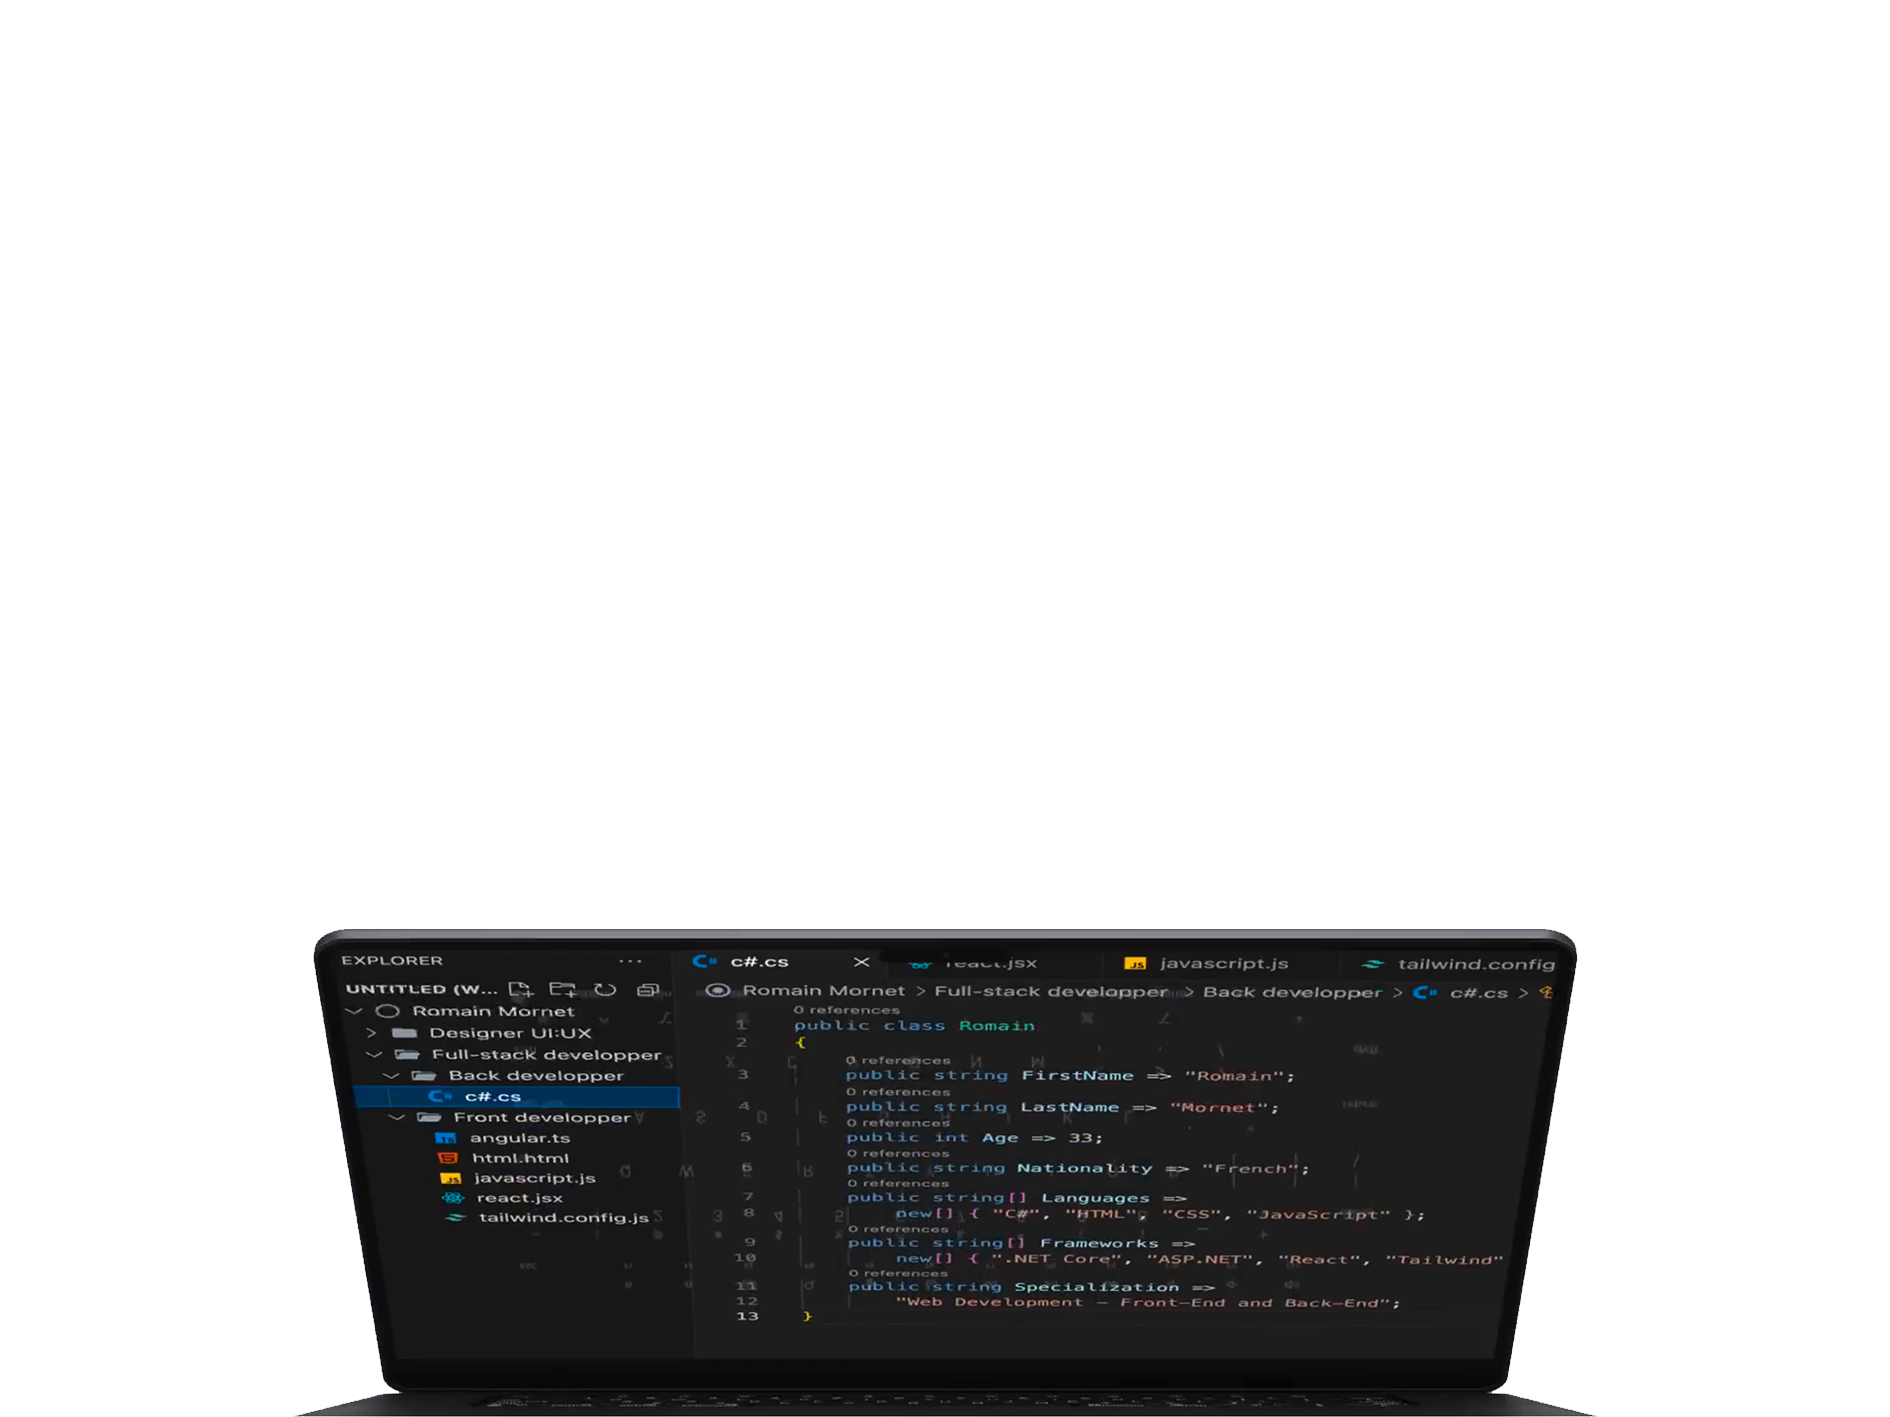 EXPLORER ...
UNTITLED (W...
Romain Mornet
Designer UI:UX
Full-stack developper
Back developper
c#.cs
Front developper
angular.ts
html.html
javascript.js
react.jsx
tailwind.config.js
c#.cs react.jsx javascript.js tailwind.config
Romain Mornet > Full-stack developper > Back developper > c#.cs >
0 references
1 public class Romain
2 {
0 references
3 public string FirstName => "Romain";
0 references
4 public string LastName => "Mornet";
0 references
5 public int Age => 33;
0 references
6 public string Nationality => "French";
0 references
7 public string[] Languages =>
8 new[] { "C#", "HTML", "CSS", "JavaScript" };
0 references
9 public string[] Frameworks =>
10 new[] { ".NET Core", "ASP.NET", "React", "Tailwind"
0 references
11 public string Specialization =>
12 "Web Development – Front-End and Back-End";
13 }